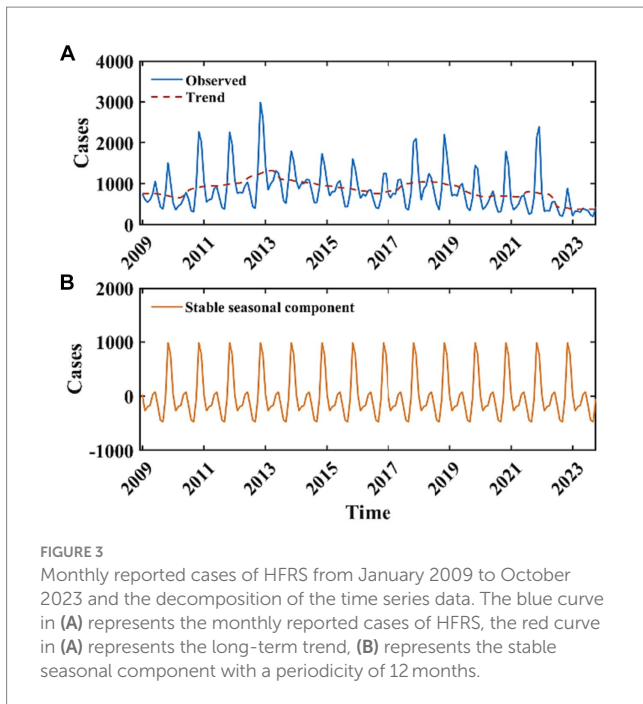 A
4000
3000
2000
1000
0
Cases
Observed
Trend
2009
2011
2013
2015
2017
2019
2021
2023
B
2000
1000
0
-1000
Cases
Stable seasonal component
2009
2011
2013
2015
2017
2019
2021
2023
Time
FIGURE 3
Monthly reported cases of HFRS from January 2009 to October
2023 and the decomposition of the time series data. The blue curve
in (A) represents the monthly reported cases of HFRS, the red curve
in (A) represents the long-term trend, (B) represents the stable
seasonal component with a periodicity of 12 months.